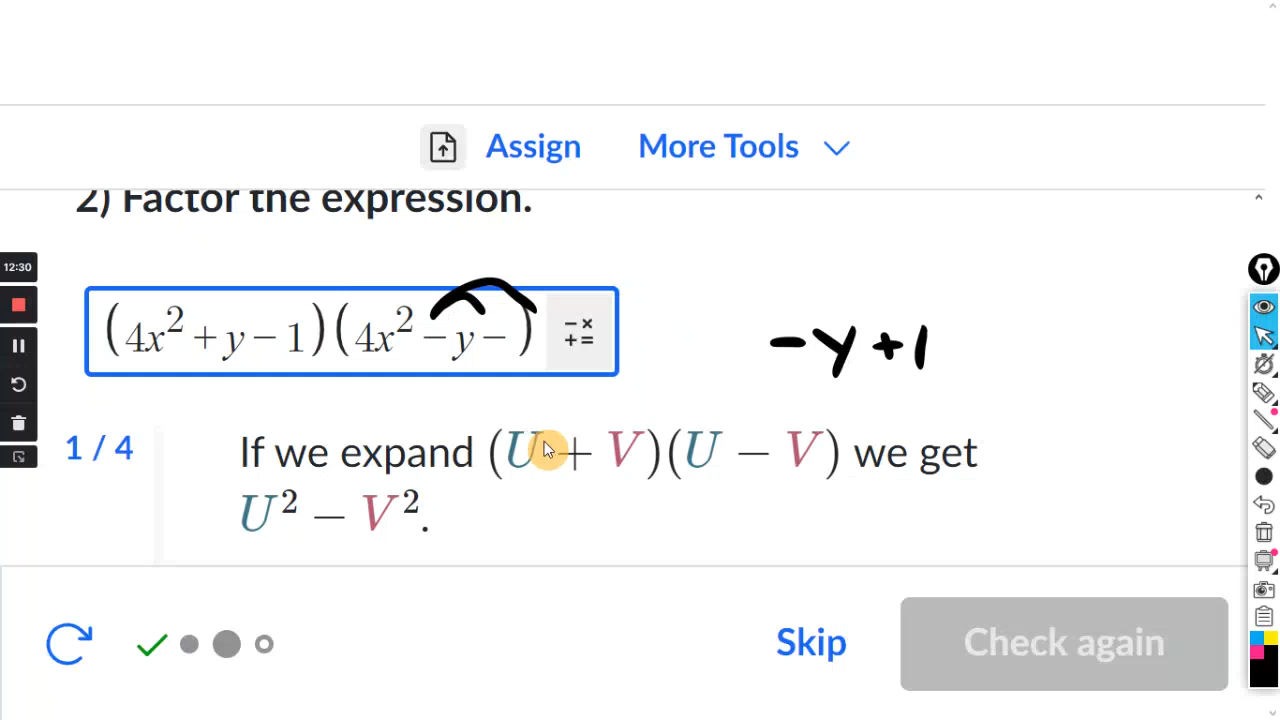 Assign More Tools
2) Factor the expression.
12:30
(4x² + y − 1)(4x² − y − ) − × + =
−y+1
1 / 4
If we expand (U + V)(U − V) we get
U² − V².
Skip Check again